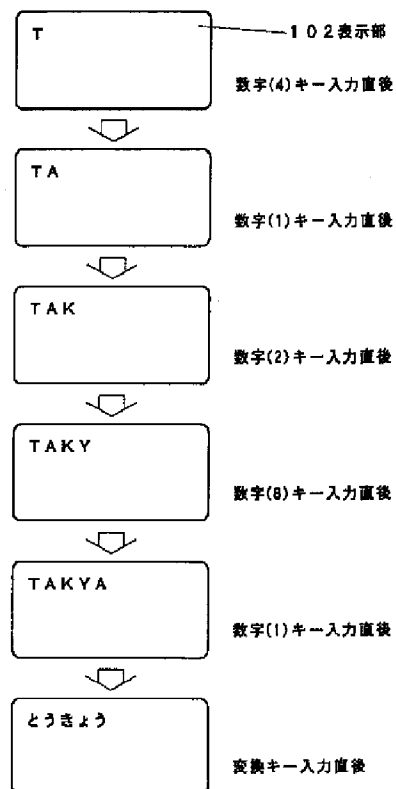 T
102表示部
数字(4)キー入力直後
TA
数字(1)キー入力直後
TAK
数字(2)キー入力直後
TAKY
数字(8)キー入力直後
TAKYA
数字(1)キー入力直後
とうきょう
変換キー入力直後